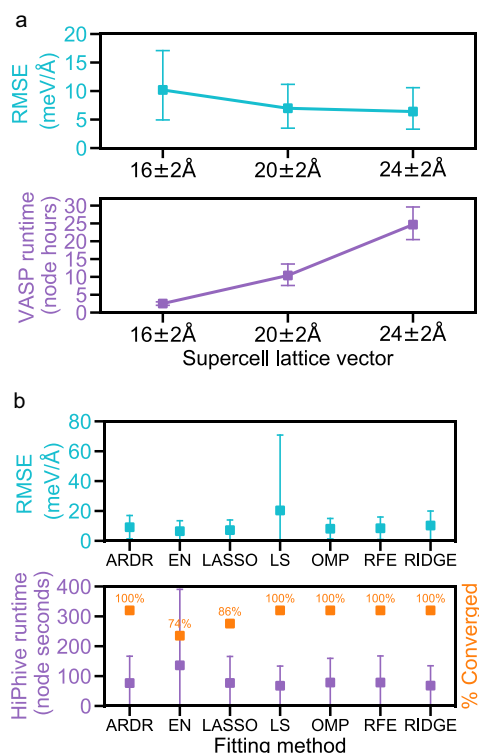 a
RMSE
(meV/Å)
20
15
10
5
0
16±2Å 20±2Å 24±2Å
VASP runtime
(node hours)
30
25
20
15
10
5
0
16±2Å 20±2Å 24±2Å
Supercell lattice vector
b
RMSE
(meV/Å)
80
60
40
20
0
ARDR EN LASSO LS OMP RFE RIDGE
HiPhive runtime
(node seconds)
400
300
200
100
0
100% 74% 86% 100% 100% 100% 100%
% Converged
ARDR EN LASSO LS OMP RFE RIDGE
Fitting method